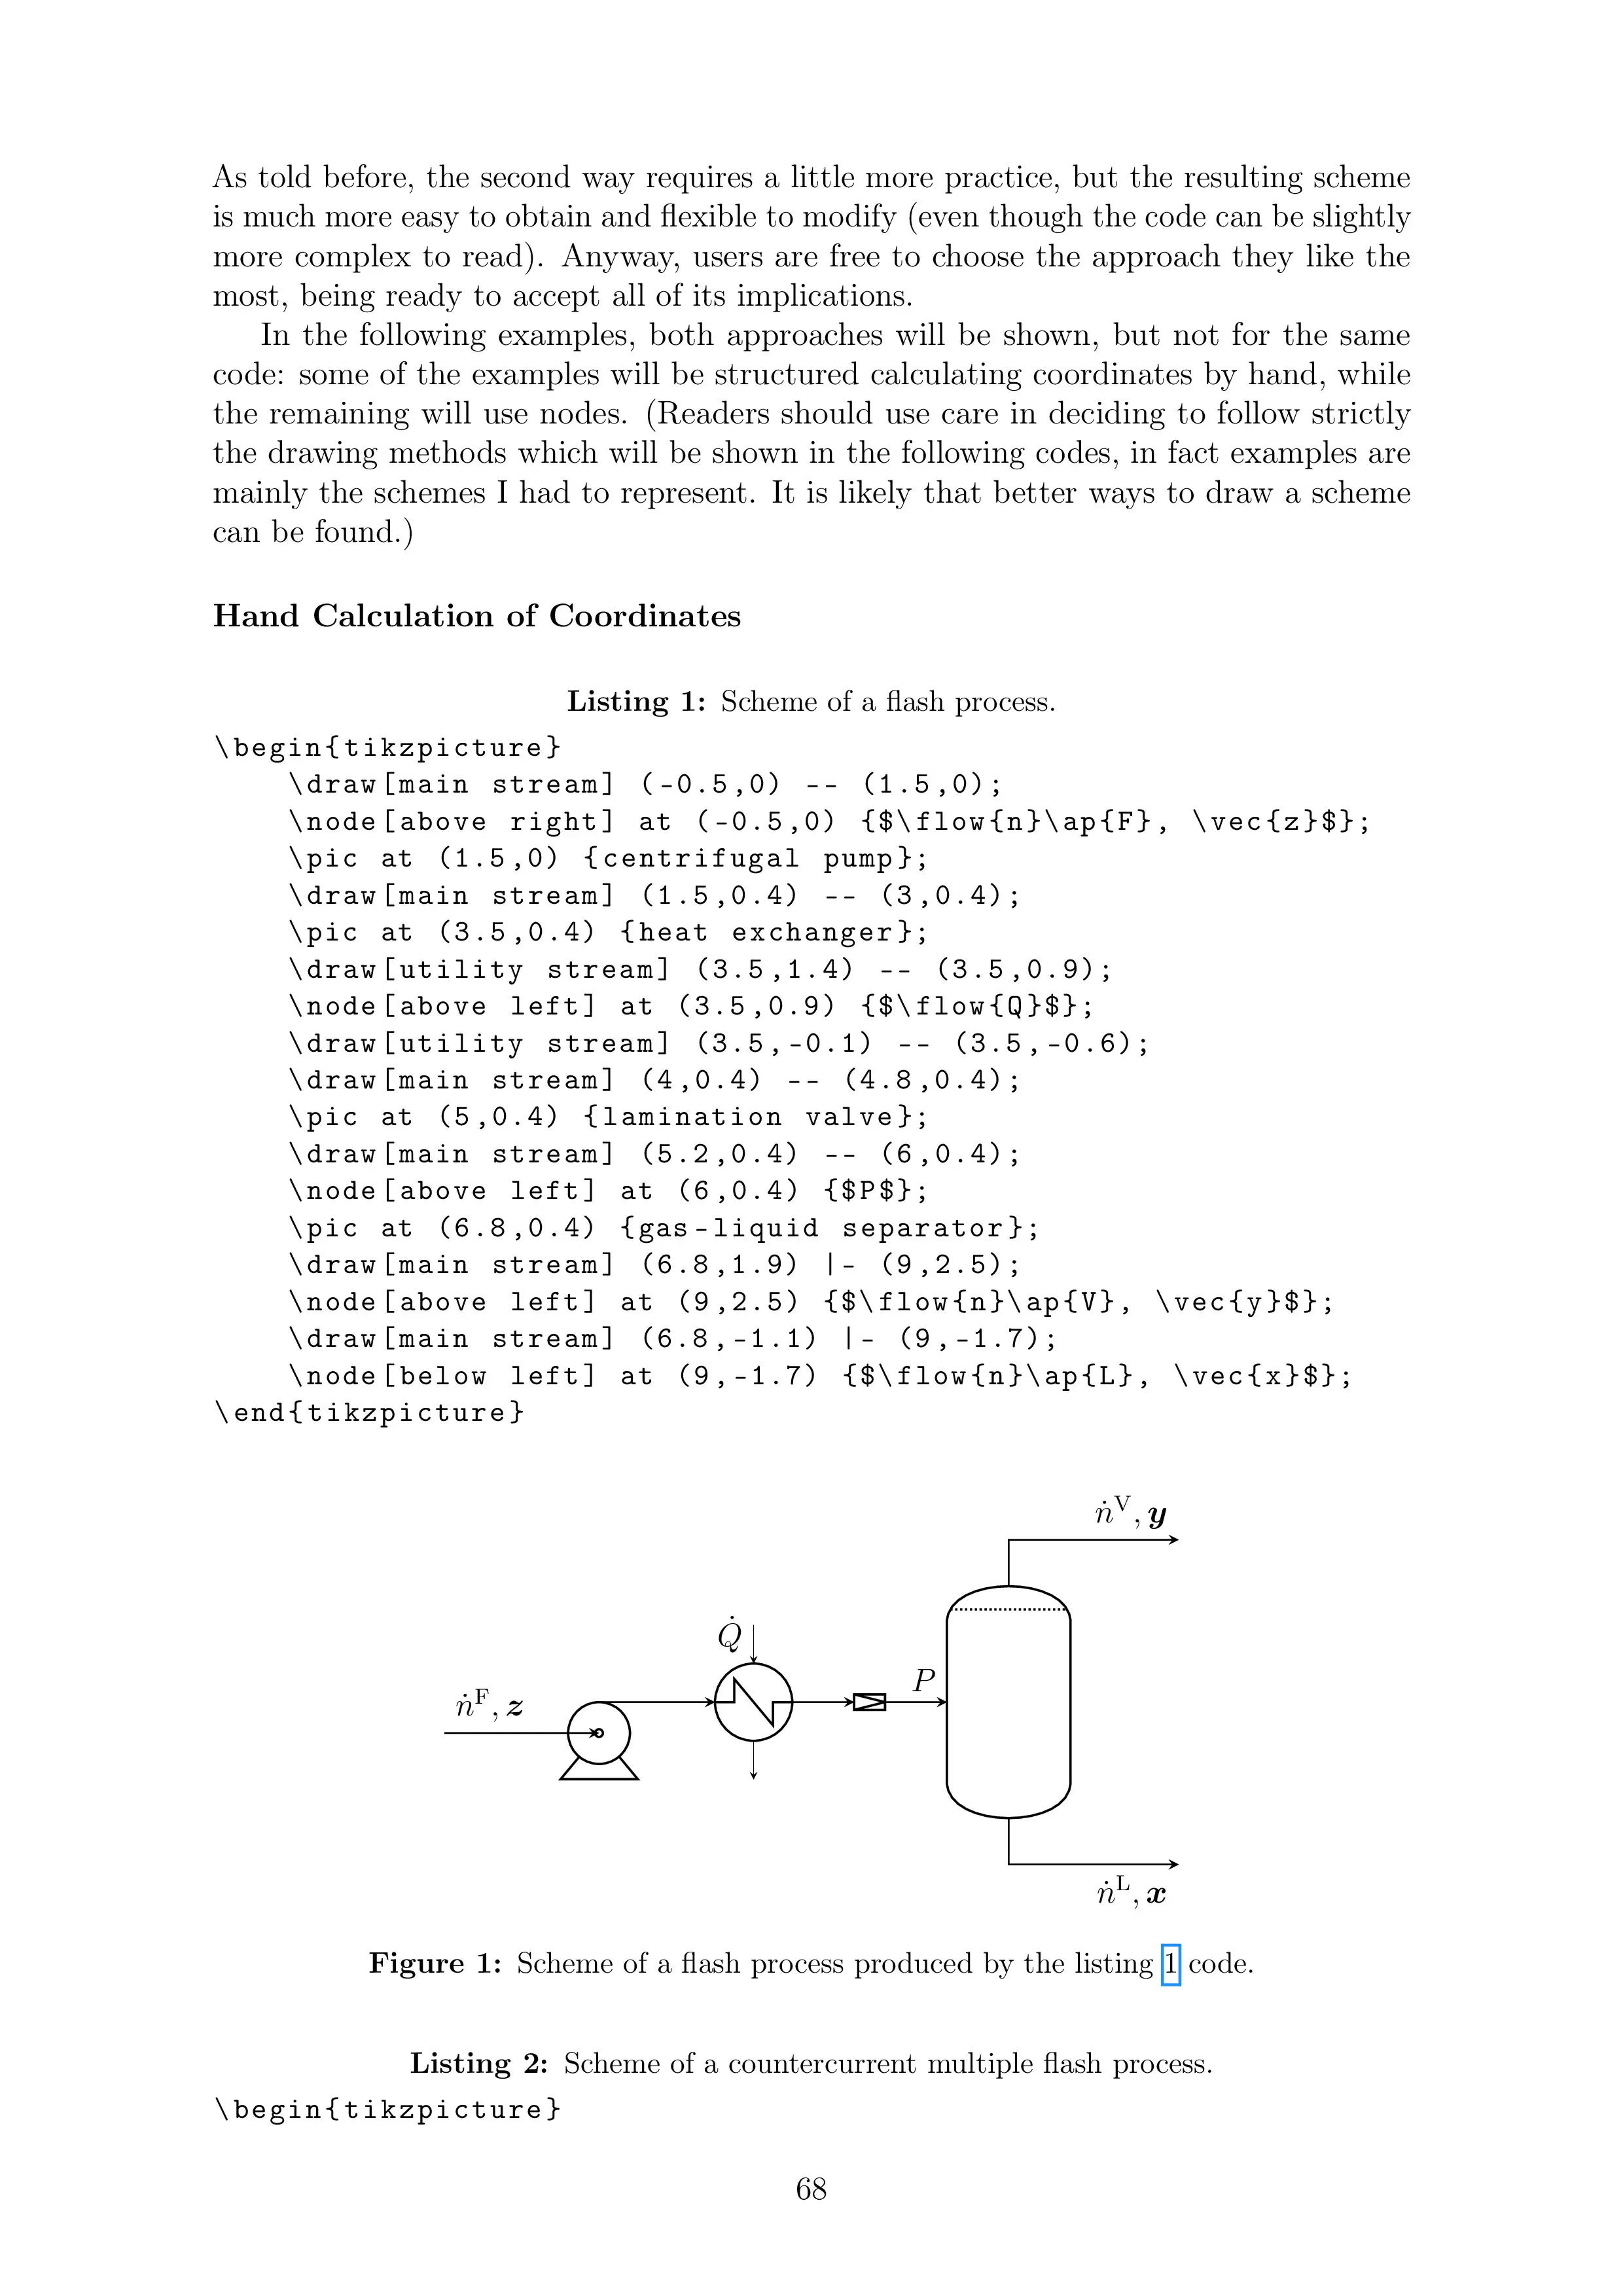 As told before, the second way requires a little more practice, but the resulting scheme
is much more easy to obtain and flexible to modify (even though the code can be slightly
more complex to read). Anyway, users are free to choose the approach they like the
most, being ready to accept all of its implications.
In the following examples, both approaches will be shown, but not for the same
code: some of the examples will be structured calculating coordinates by hand, while
the remaining will use nodes. (Readers should use care in deciding to follow strictly
the drawing methods which will be shown in the following codes, in fact examples are
mainly the schemes I had to represent. It is likely that better ways to draw a scheme
can be found.)
Hand Calculation of Coordinates
Listing 1: Scheme of a flash process.
\begin{tikzpicture}
    \draw[main stream] (-0.5,0) -- (1.5,0);
    \node[above right] at (-0.5,0) {$\flow{n}\ap{F}, \vec{z}$};
    \pic at (1.5,0) {centrifugal pump};
    \draw[main stream] (1.5,0.4) -- (3,0.4);
    \pic at (3.5,0.4) {heat exchanger};
    \draw[utility stream] (3.5,1.4) -- (3.5,0.9);
    \node[above left] at (3.5,0.9) {$\flow{Q}$};
    \draw[utility stream] (3.5,-0.1) -- (3.5,-0.6);
    \draw[main stream] (4,0.4) -- (4.8,0.4);
    \pic at (5,0.4) {lamination valve};
    \draw[main stream] (5.2,0.4) -- (6,0.4);
    \node[above left] at (6,0.4) {$P$};
    \pic at (6.8,0.4) {gas-liquid separator};
    \draw[main stream] (6.8,1.9) |- (9,2.5);
    \node[above left] at (9,2.5) {$\flow{n}\ap{V}, \vec{y}$};
    \draw[main stream] (6.8,-1.1) |- (9,-1.7);
    \node[below left] at (9,-1.7) {$\flow{n}\ap{L}, \vec{x}$};
\end{tikzpicture}
ṅ^V, y
Q̇
P
ṅ^F, z
ṅ^L, x
Figure 1: Scheme of a flash process produced by the listing 1 code.
Listing 2: Scheme of a countercurrent multiple flash process.
\begin{tikzpicture}
68